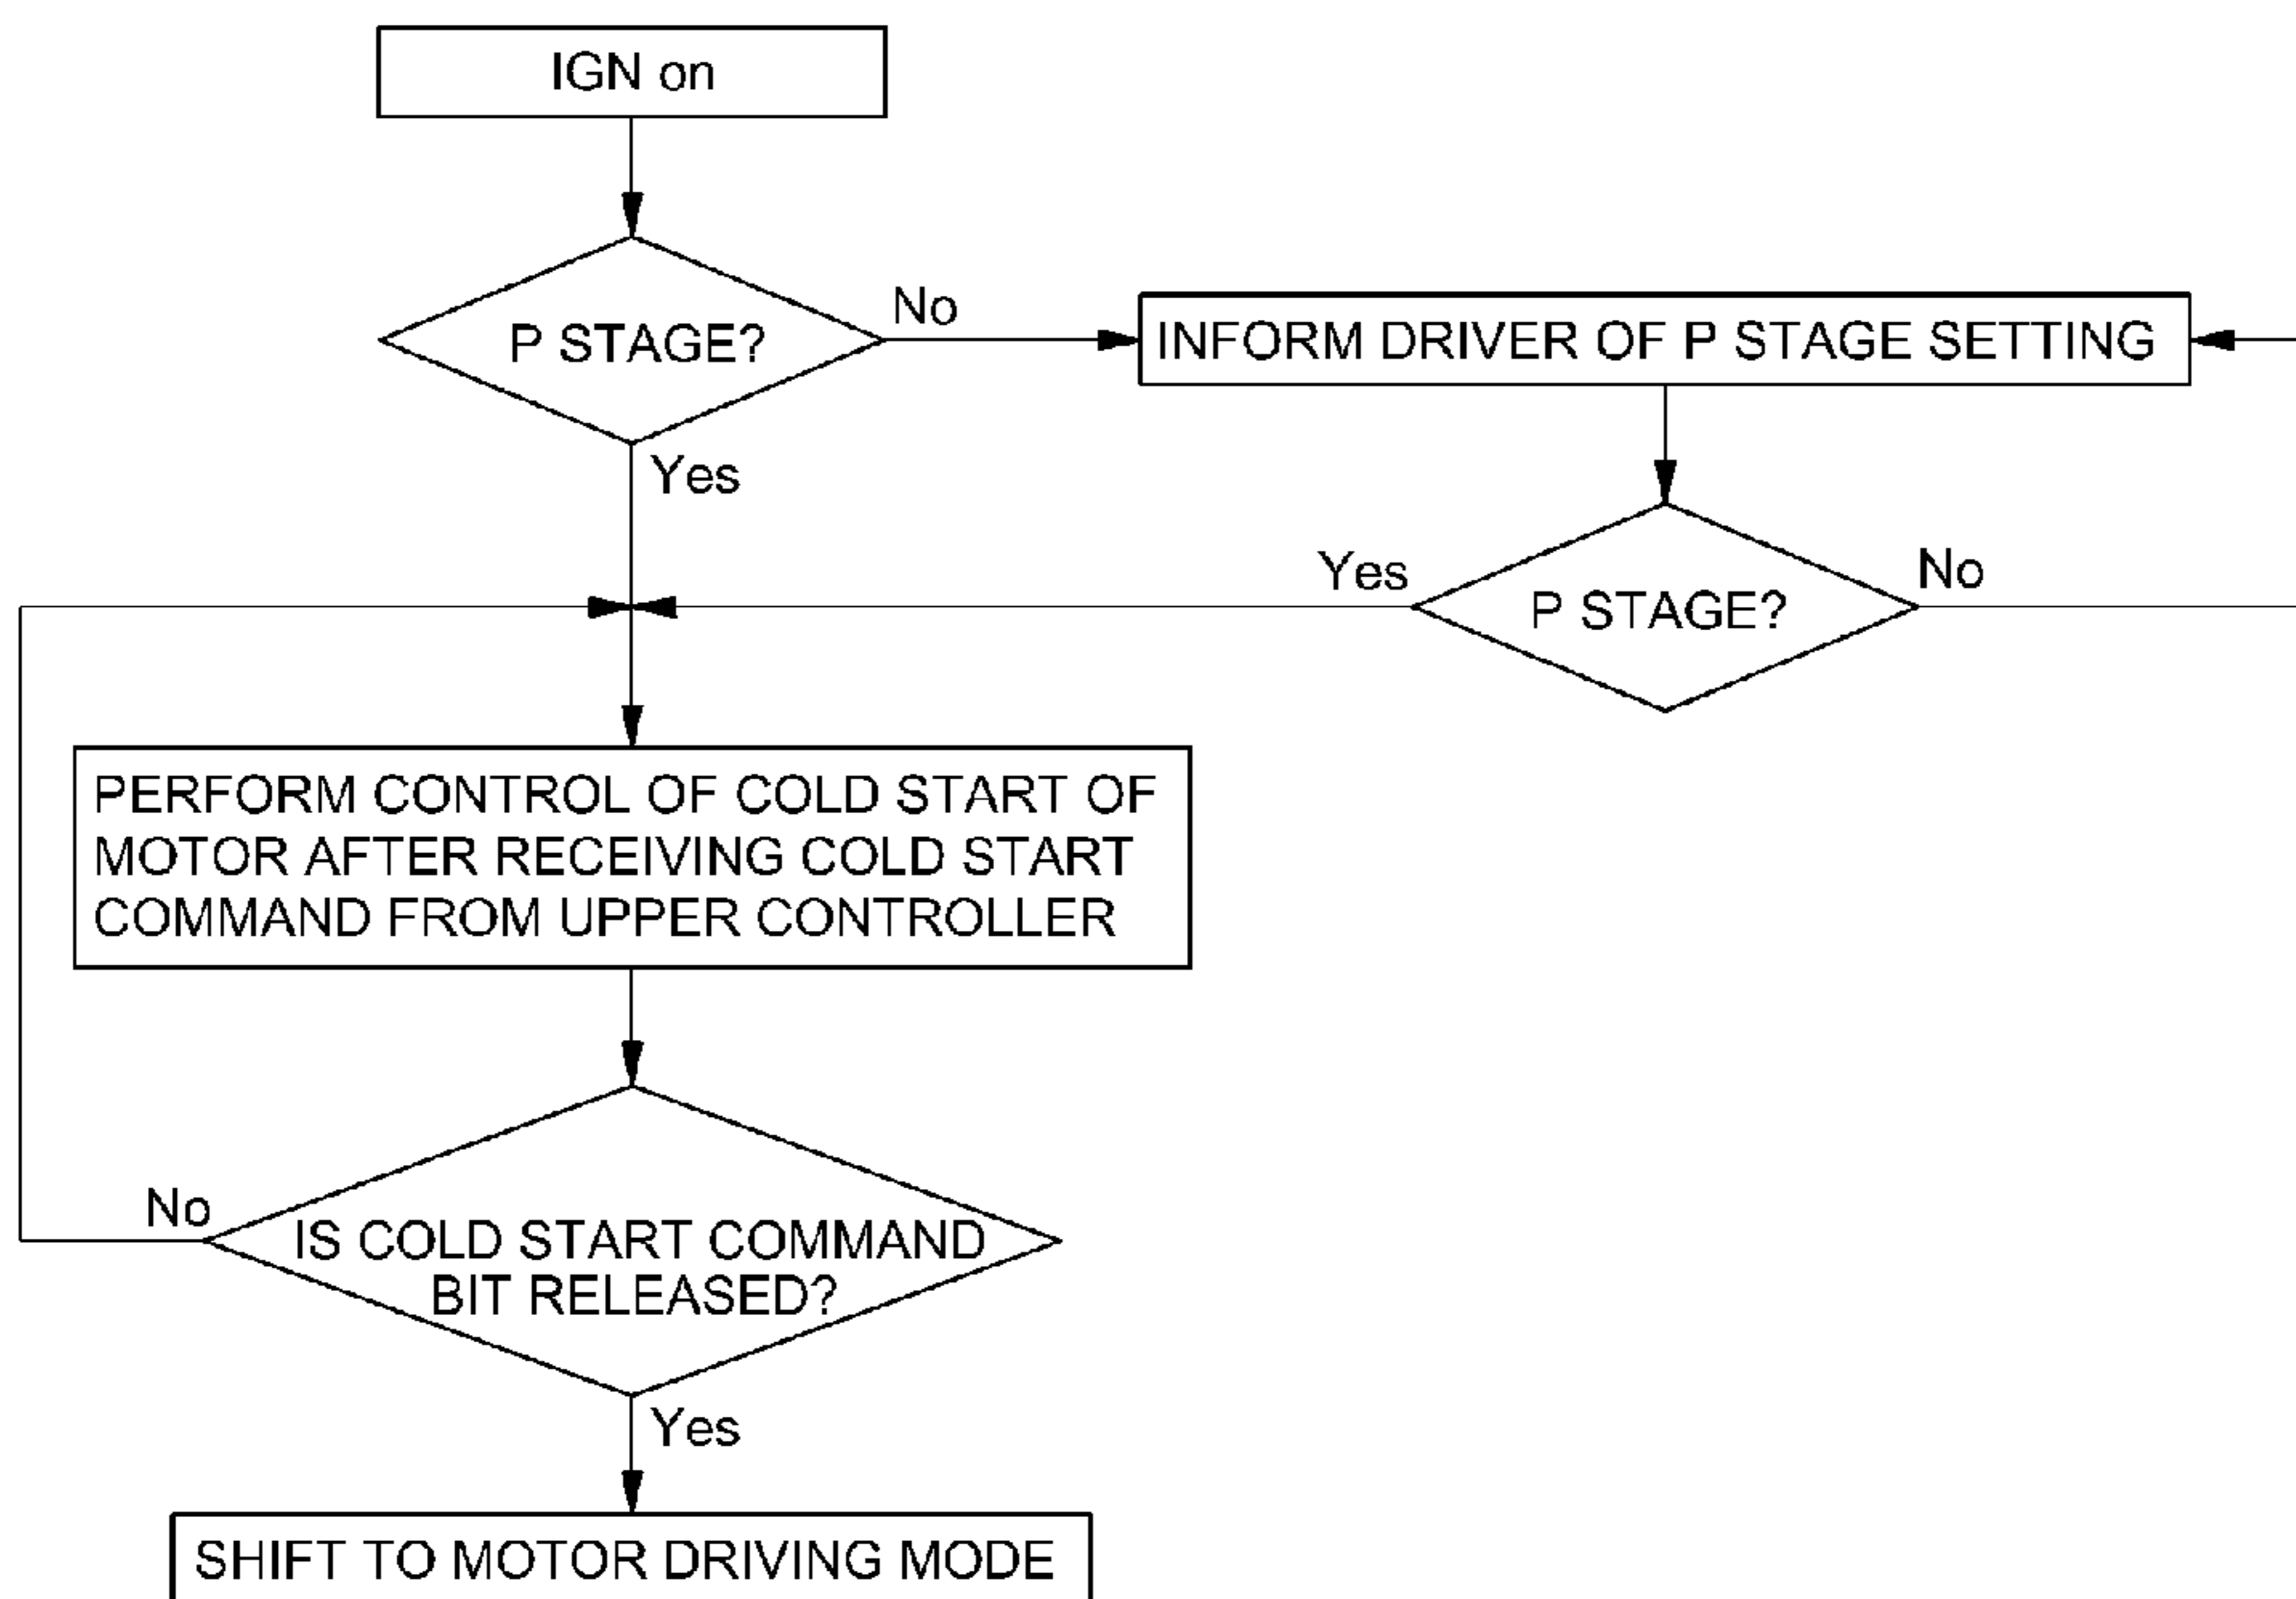 IGN on
P STAGE?
No
INFORM DRIVER OF P STAGE SETTING
Yes
Yes
P STAGE?
No
PERFORM CONTROL OF COLD START OF
MOTOR AFTER RECEIVING COLD START
COMMAND FROM UPPER CONTROLLER
No
IS COLD START COMMAND
BIT RELEASED?
Yes
SHIFT TO MOTOR DRIVING MODE